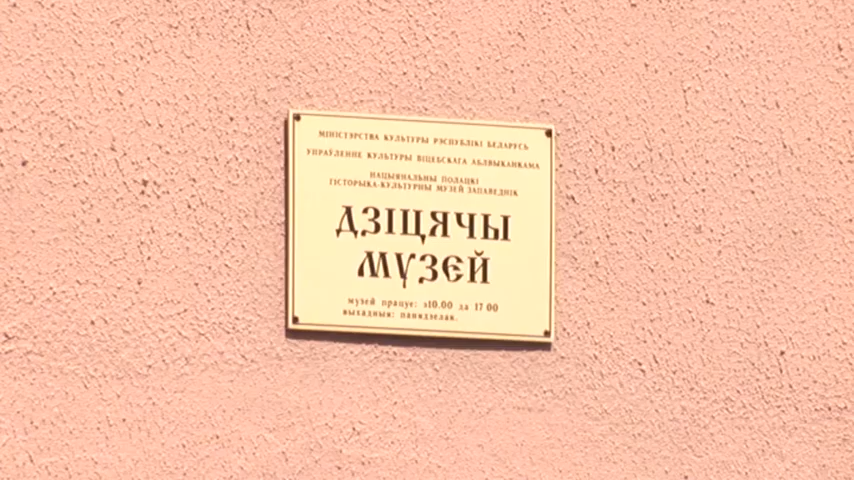 МІНІСТЭРСТВА КУЛЬТУРЫ РЭСПУБЛІКІ БЕЛАРУСЬ
УПРАЎЛЕННЕ КУЛЬТУРЫ ВІЦЕБСКАГА АБЛВЫКАНКАМА
НАЦЫЯНАЛЬНЫ ПОЛАЦКІ
ГІСТОРЫКА-КУЛЬТУРНЫ МУЗЕЙ ЗАПАВЕДНІК
ДЗІЦЯЧЫ
МУЗЕЙ
музей працуе: з10.00 да 17 00
выхадныя: панядзелак.